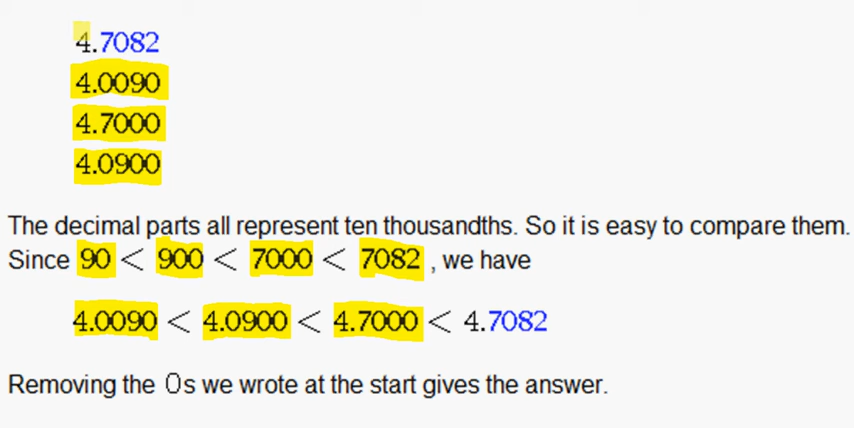 4.7082
4.0090
4.7000
4.0900
The decimal parts all represent ten thousandths. So it is easy to compare them.
Since 90 < 900 < 7000 < 7082 , we have
4.0090 < 4.0900 < 4.7000 < 4.7082
Removing the 0s we wrote at the start gives the answer.